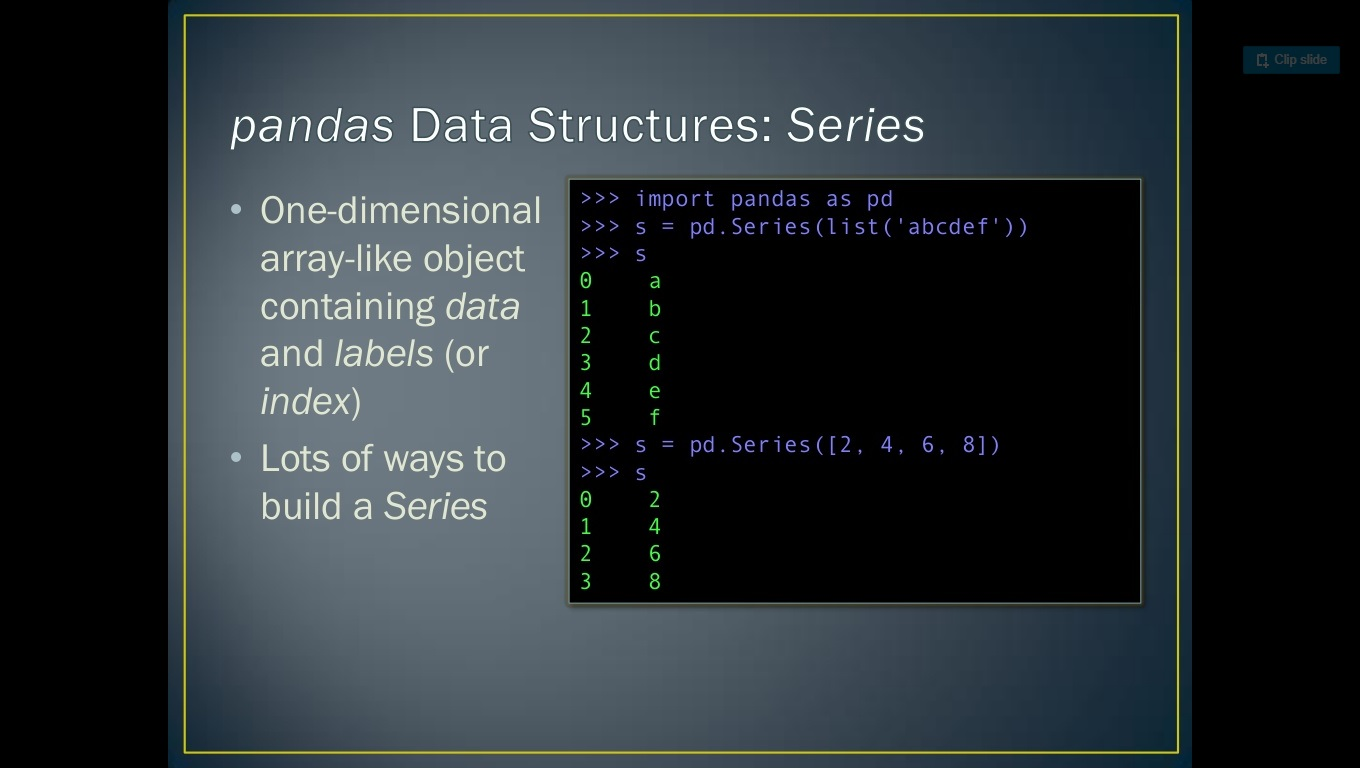 pandas Data Structures: Series
• One-dimensional
array-like object
containing data
and labels (or
index)
• Lots of ways to
build a Series
>>> import pandas as pd
>>> s = pd.Series(list('abcdef'))
>>> s
0    a
1    b
2    c
3    d
4    e
5    f
>>> s = pd.Series([2, 4, 6, 8])
>>> s
0    2
1    4
2    6
3    8
Clip slide